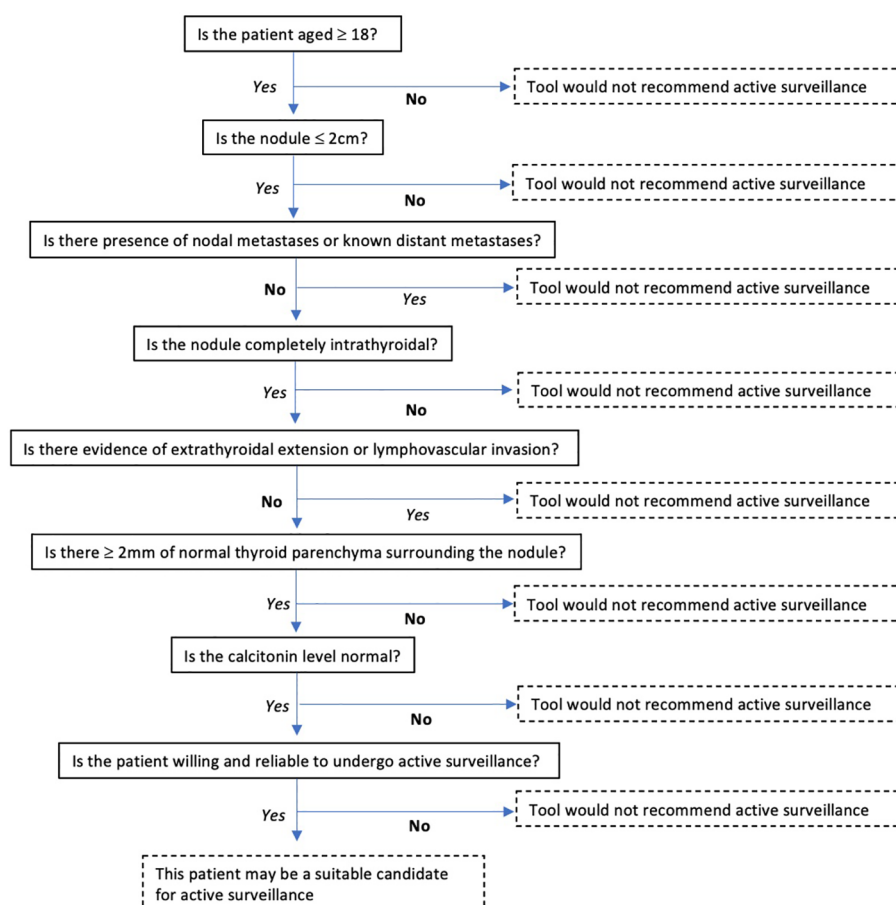 Is the patient aged ≥ 18?
Yes
No
Tool would not recommend active surveillance
Is the nodule ≤ 2cm?
Yes
No
Tool would not recommend active surveillance
Is there presence of nodal metastases or known distant metastases?
No
Yes
Tool would not recommend active surveillance
Is the nodule completely intrathyroidal?
Yes
No
Tool would not recommend active surveillance
Is there evidence of extrathyroidal extension or lymphovascular invasion?
No
Yes
Tool would not recommend active surveillance
Is there ≥ 2mm of normal thyroid parenchyma surrounding the nodule?
Yes
No
Tool would not recommend active surveillance
Is the calcitonin level normal?
Yes
No
Tool would not recommend active surveillance
Is the patient willing and reliable to undergo active surveillance?
Yes
No
Tool would not recommend active surveillance
This patient may be a suitable candidate
for active surveillance